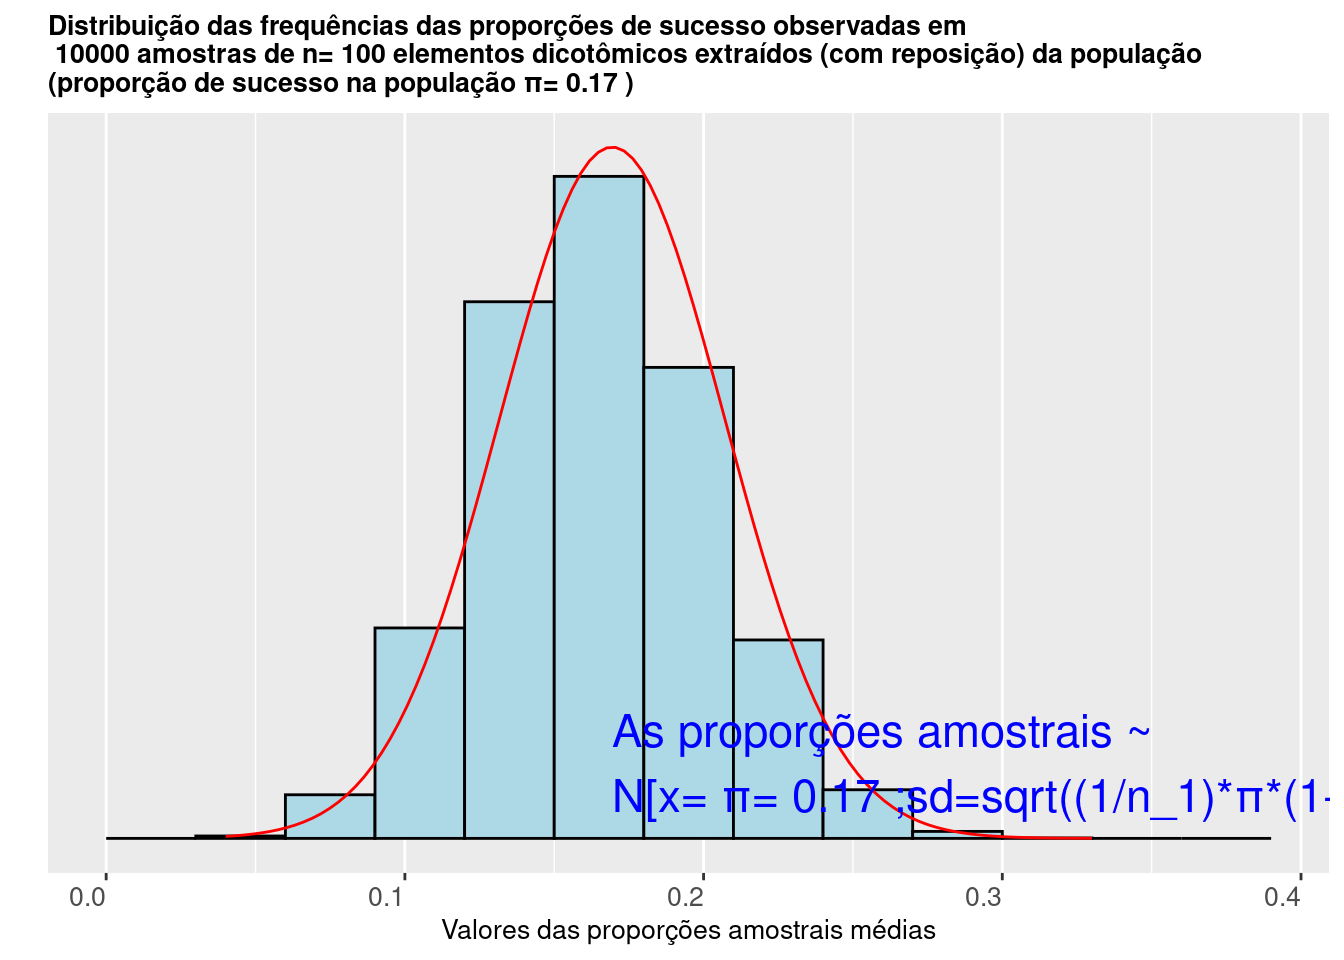 Distribuição das frequências das proporções de sucesso observadas em
10000 amostras de n= 100 elementos dicotômicos extraídos (com reposição) da população
(proporção de sucesso na população π= 0.17 )
As proporções amostrais ~
N[x= π= 0.17 ;sd=sqrt((1/n_1)*π*(1-
0.0 0.1 0.2 0.3 0.4
Valores das proporções amostrais médias